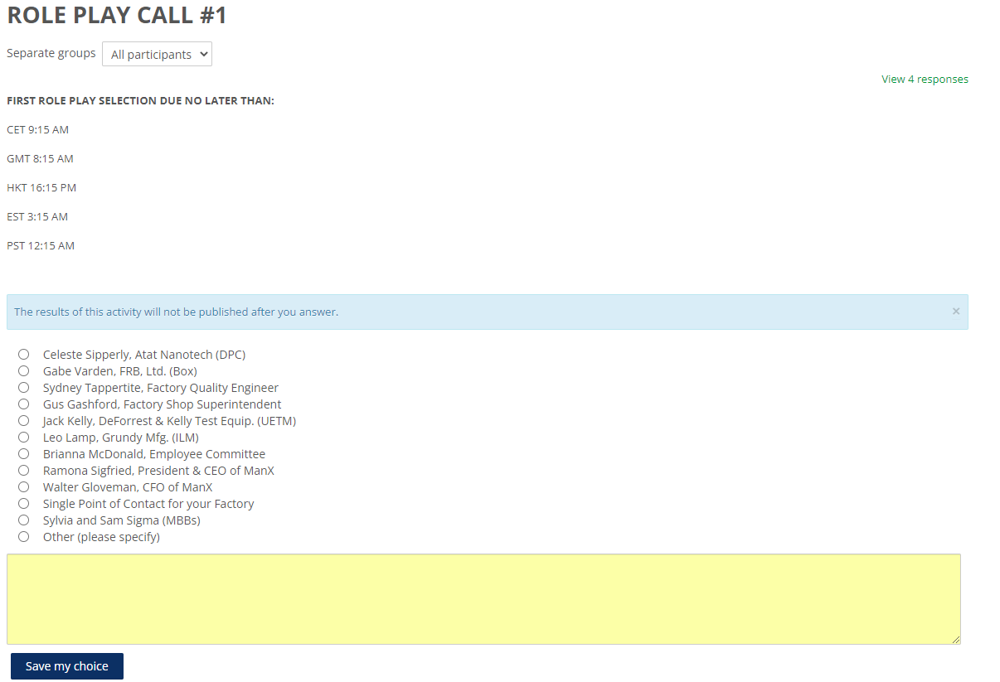 ROLE PLAY CALL #1
Separate groups All participants
View 4 responses
FIRST ROLE PLAY SELECTION DUE NO LATER THAN:
CET 9:15 AM
GMT 8:15 AM
HKT 16:15 PM
EST 3:15 AM
PST 12:15 AM
The results of this activity will not be published after you answer. ×
Celeste Sipperly, Atat Nanotech (DPC)
Gabe Varden, FRB, Ltd. (Box)
Sydney Tappertite, Factory Quality Engineer
Gus Gashford, Factory Shop Superintendent
Jack Kelly, DeForrest & Kelly Test Equip. (UETM)
Leo Lamp, Grundy Mfg. (ILM)
Brianna McDonald, Employee Committee
Ramona Sigfried, President & CEO of ManX
Walter Gloveman, CFO of ManX
Single Point of Contact for your Factory
Sylvia and Sam Sigma (MBBs)
Other (please specify)
Save my choice